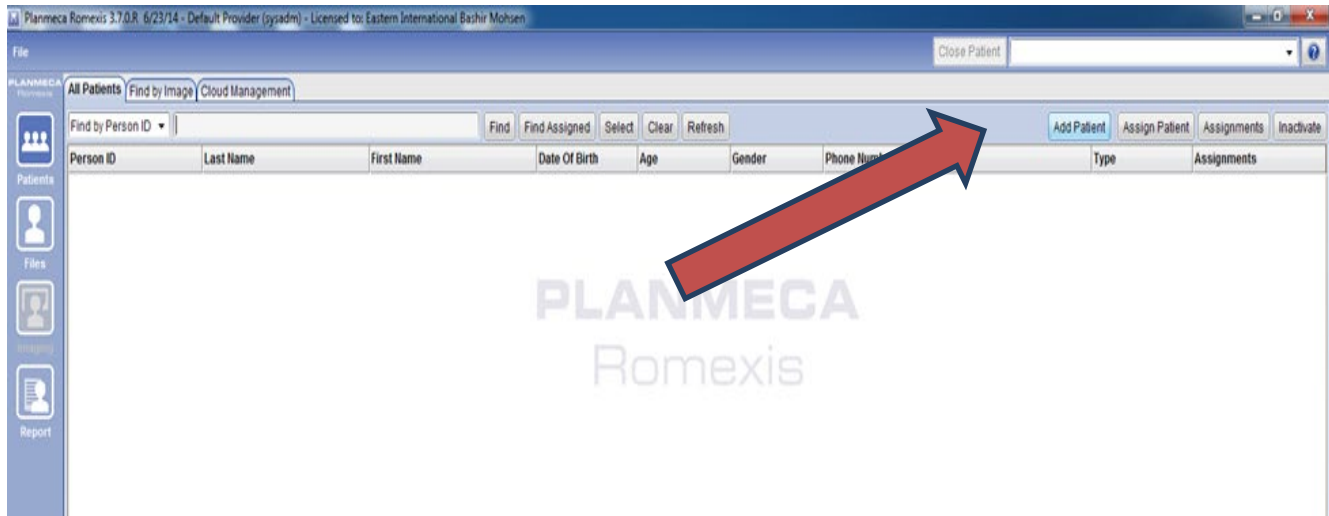 Planmeca Romexis 3.7.0.R 6/23/14 - Default Provider (sysadm) - Licensed to: Eastern International Bashir Mohsen
File
Close Patient
PLANMECA
Romexis
All Patients Find by Image Cloud Management
Find by Person ID Find Find Assigned Select Clear Refresh Add Patient Assign Patient Assignments Inactivate
Person ID Last Name First Name Date Of Birth Age Gender Phone Type Assignments
Patients
Files
Imaging
Report
PLANMECA
Romexis